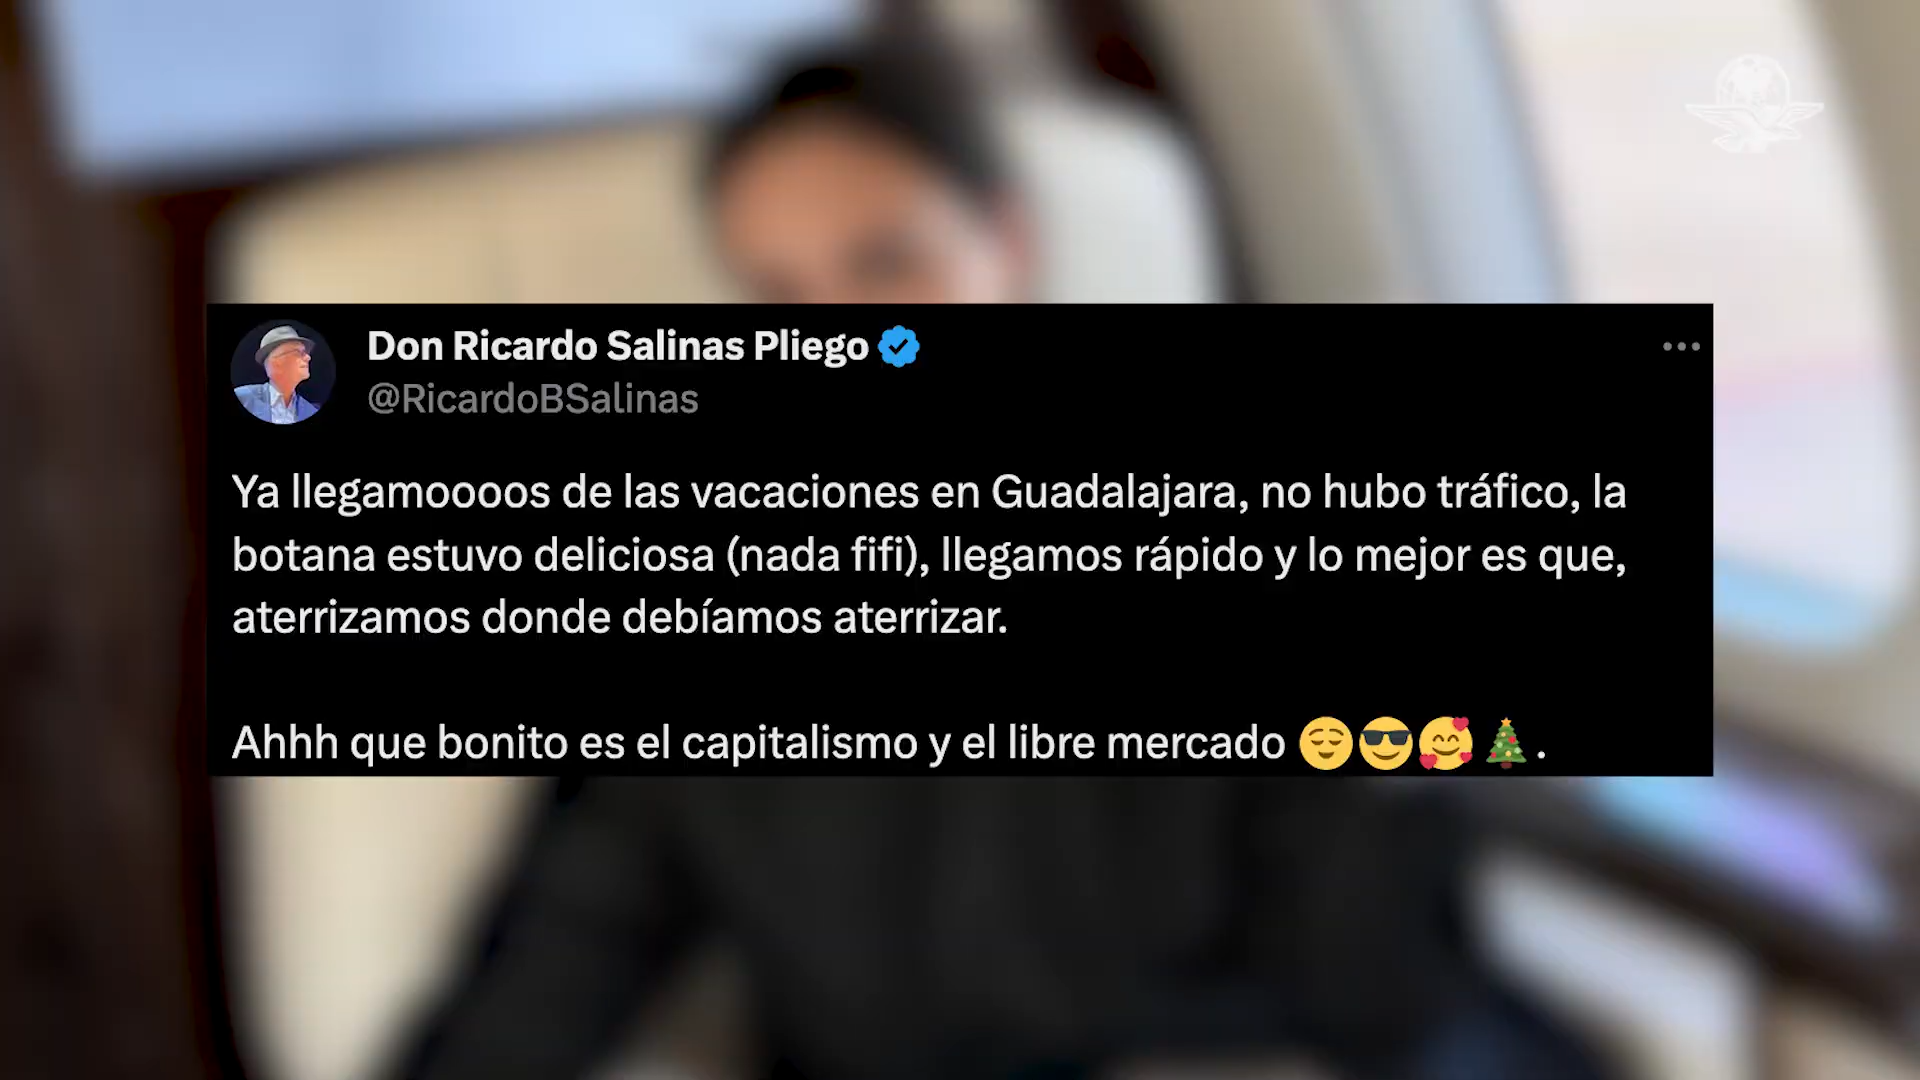 Don Ricardo Salinas Pliego
@RicardoBSalinas
Ya llegamoooos de las vacaciones en Guadalajara, no hubo tráfico, la
botana estuvo deliciosa (nada fifi), llegamos rápido y lo mejor es que,
aterrizamos donde debíamos aterrizar.
Ahhh que bonito es el capitalismo y el libre mercado 😌😎🥰🎄.